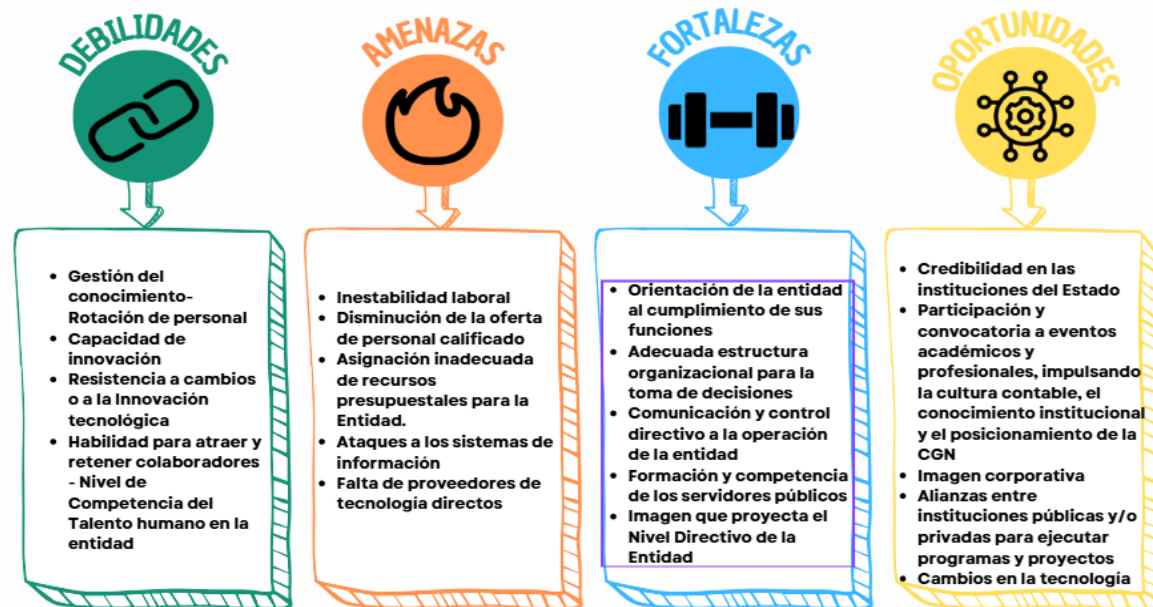 DEBILIDADES
Gestión del
conocimiento-
Rotación de personal
Capacidad de
innovación
Resistencia a cambios
o a la Innovación
tecnológica
Habilidad para atraer y
retener colaboradores
- Nivel de
Competencia del
Talento humano en la
entidad
AMENAZAS
Inestabilidad laboral
Disminución de la oferta
de personal calificado
Asignación inadecuada
de recursos
presupuestales para la
Entidad.
Ataques a los sistemas de
información
Falta de proveedores de
tecnología directos
FORTALEZAS
Orientación de la entidad
al cumplimiento de sus
funciones
Adecuada estructura
organizacional para la
toma de decisiones
Comunicación y control
directivo a la operación
de la entidad
Formación y competencia
de los servidores públicos
Imagen que proyecta el
Nivel Directivo de la
Entidad
OPORTUNIDADES
Credibilidad en las
instituciones del Estado
Participación y
convocatoria a eventos
académicos y
profesionales, impulsando
la cultura contable, el
conocimiento institucional
y el posicionamiento de la
CGN
Imagen corporativa
Alianzas entre
instituciones públicas y/o
privadas para ejecutar
programas y proyectos
Cambios en la tecnología